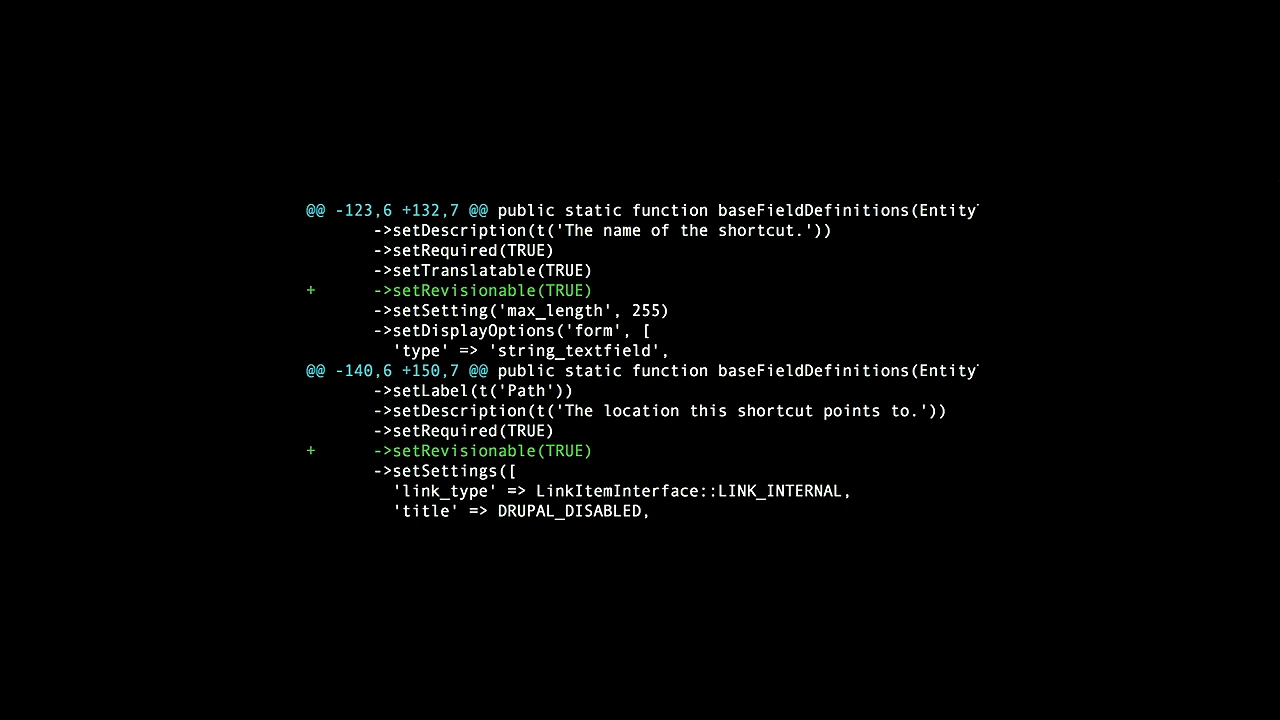 @@ -123,6 +132,7 @@ public static function baseFieldDefinitions(Entity
->setDescription(t('The name of the shortcut.'))
->setRequired(TRUE)
->setTranslatable(TRUE)
+ ->setRevisionable(TRUE)
->setSetting('max_length', 255)
->setDisplayOptions('form', [
'type' => 'string_textfield',
@@ -140,6 +150,7 @@ public static function baseFieldDefinitions(Entity
->setLabel(t('Path'))
->setDescription(t('The location this shortcut points to.'))
->setRequired(TRUE)
+ ->setRevisionable(TRUE)
->setSettings([
'link_type' => LinkItemInterface::LINK_INTERNAL,
'title' => DRUPAL_DISABLED,